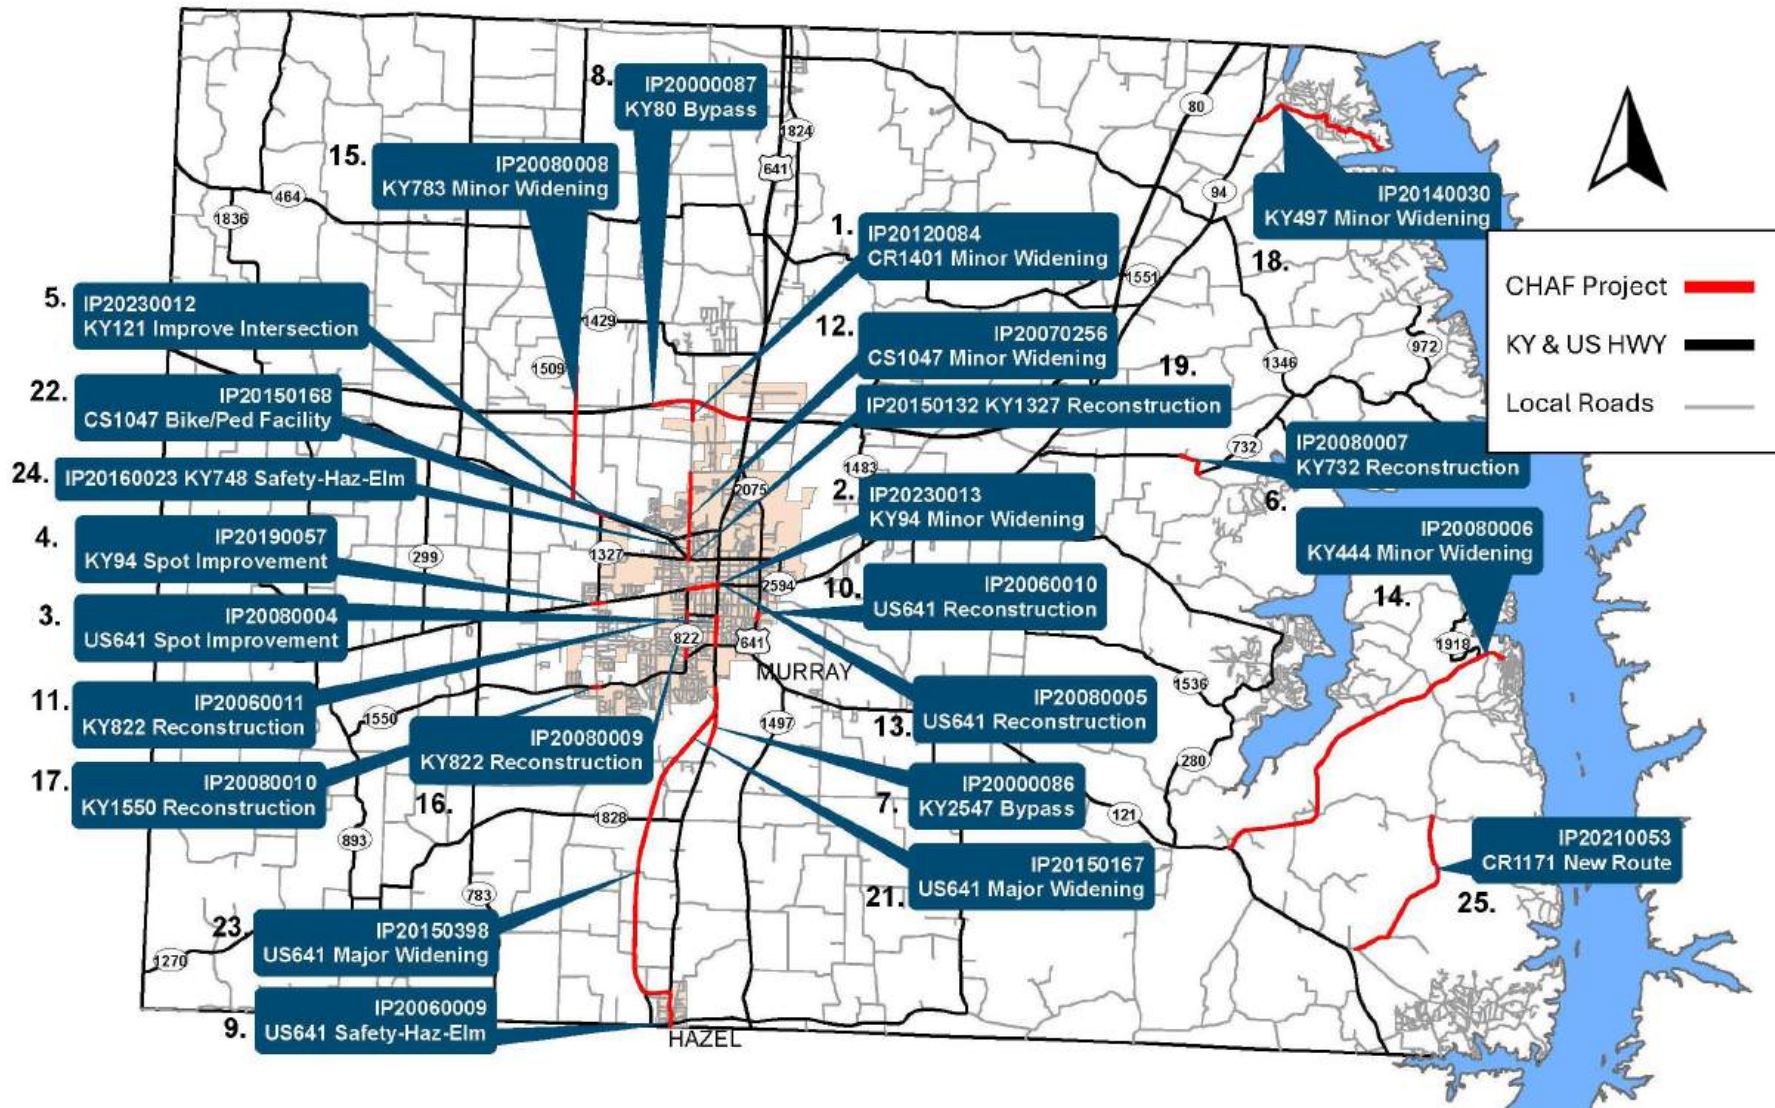 8.
IP20000087
KY80 Bypass
15.
IP20080008
KY783 Minor Widening
1824
641
80
94
464
1836
IP20140030
KY497 Minor Widening
18.
1.
IP20120084
CR1401 Minor Widening
1551
CHAF Project
KY & US HWY
Local Roads
5.
IP20230012
KY121 Improve Intersection
1429
12.
IP20070256
CS1047 Minor Widening
1509
19.
IP20150132 KY1327 Reconstruction
1346
972
22.
IP20150168
CS1047 Bike/Ped Facility
732
IP20080007
KY732 Reconstruction
6.
24.
IP20160023 KY748 Safety-Haz-Elm
1483
2075
2.
IP20230013
KY94 Minor Widening
IP20080006
KY444 Minor Widening
14.
4.
IP20190057
KY94 Spot Improvement
299
1327
2594
10.
IP20060010
US641 Reconstruction
3.
IP20080004
US641 Spot Improvement
822
641
MURRAY
1918
11.
IP20060011
KY822 Reconstruction
1550
1497
13.
IP20080005
US641 Reconstruction
1536
IP20080009
KY822 Reconstruction
16.
280
17.
IP20080010
KY1550 Reconstruction
7.
IP20000086
KY2547 Bypass
1828
121
893
IP20210053
CR1171 New Route
25.
21.
IP20150167
US641 Major Widening
783
23.
IP20150398
US641 Major Widening
1270
9.
IP20060009
US641 Safety-Haz-Elm
HAZEL